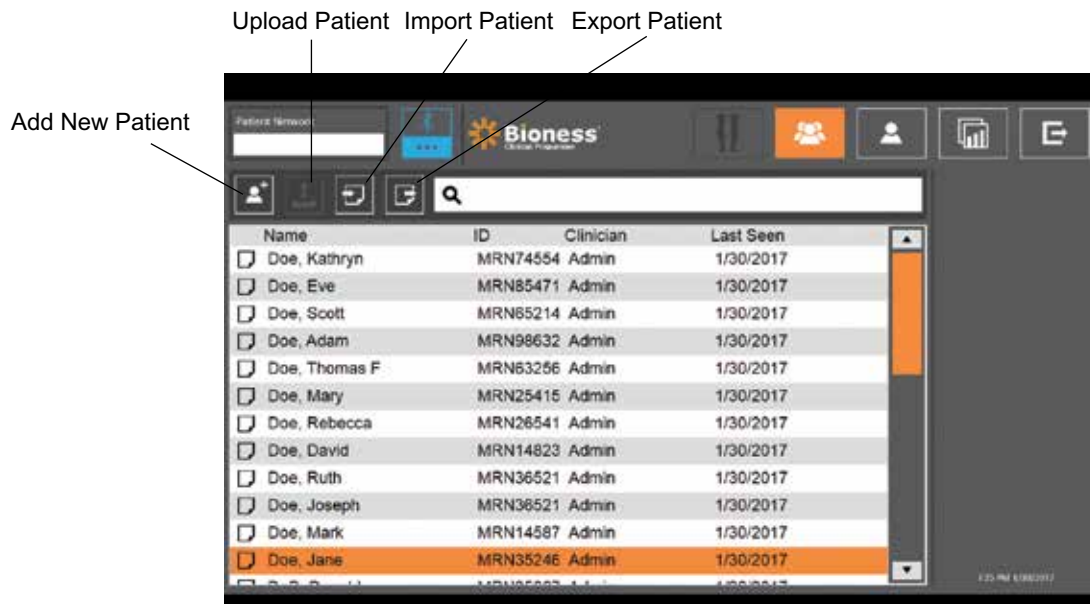 Upload Patient Import Patient Export Patient
Add New Patient
Patient Network
Bioness
Clinical Programmer
Name ID Clinician Last Seen
Doe, Kathryn MRN74554 Admin 1/30/2017
Doe, Eve MRN85471 Admin 1/30/2017
Doe, Scott MRN65214 Admin 1/30/2017
Doe, Adam MRN98632 Admin 1/30/2017
Doe, Thomas F MRN63256 Admin 1/30/2017
Doe, Mary MRN25415 Admin 1/30/2017
Doe, Rebecca MRN26541 Admin 1/30/2017
Doe, David MRN14823 Admin 1/30/2017
Doe, Ruth MRN36521 Admin 1/30/2017
Doe, Joseph MRN36521 Admin 1/30/2017
Doe, Mark MRN14587 Admin 1/30/2017
Doe, Jane MRN35246 Admin 1/30/2017